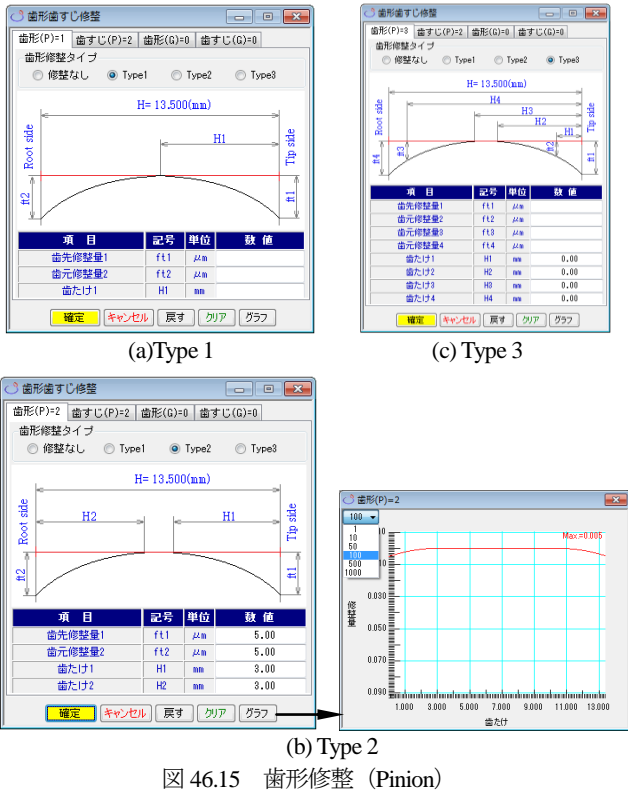 歯形歯すじ修整
歯形(P)=1 歯すじ(P)=2 歯形(G)=0 歯すじ(G)=0
歯形修整タイプ
修整なし Type1 Type2 Type3
H= 13.500(mm)
H1
Root side
Tip side
ft2
ft1
項 目 記号 単位 数 値
歯先修整量1 ft1 μm
歯元修整量2 ft2 μm
歯たけ1 H1 mm
確定 キャンセル 戻す クリア グラフ
(a)Type 1
歯形歯すじ修整
歯形(P)=3 歯すじ(P)=2 歯形(G)=0 歯すじ(G)=0
歯形修整タイプ
修整なし Type1 Type2 Type3
H= 13.500(mm)
H4
H3
H2
H1
Root side
Tip side
ft4
ft3
ft2
ft1
項 目 記号 単位 数 値
歯先修整量1 ft1 μm
歯先修整量2 ft2 μm
歯元修整量3 ft3 μm
歯元修整量4 ft4 μm
歯たけ1 H1 mm 0.00
歯たけ2 H2 mm 0.00
歯たけ3 H3 mm 0.00
歯たけ4 H4 mm 0.00
確定 キャンセル 戻す クリア グラフ
(c) Type 3
歯形歯すじ修整
歯形(P)=2 歯すじ(P)=2 歯形(G)=0 歯すじ(G)=0
歯形修整タイプ
修整なし Type1 Type2 Type3
H= 13.500(mm)
H2 H1
Root side
Tip side
ft2
ft1
項 目 記号 単位 数 値
歯先修整量1 ft1 μm 5.00
歯元修整量2 ft2 μm 5.00
歯たけ1 H1 mm 3.00
歯たけ2 H2 mm 3.00
確定 キャンセル 戻す クリア グラフ
歯形(P)=2
100
1
10
50
100
500
1000
10
10
0.030
0.050
0.070
0.090
Max.=0.005
修整量
1.000 3.000 5.000 7.000 9.000 11.000 13.000
歯たけ
(b) Type 2
図 46.15 歯形修整（Pinion）